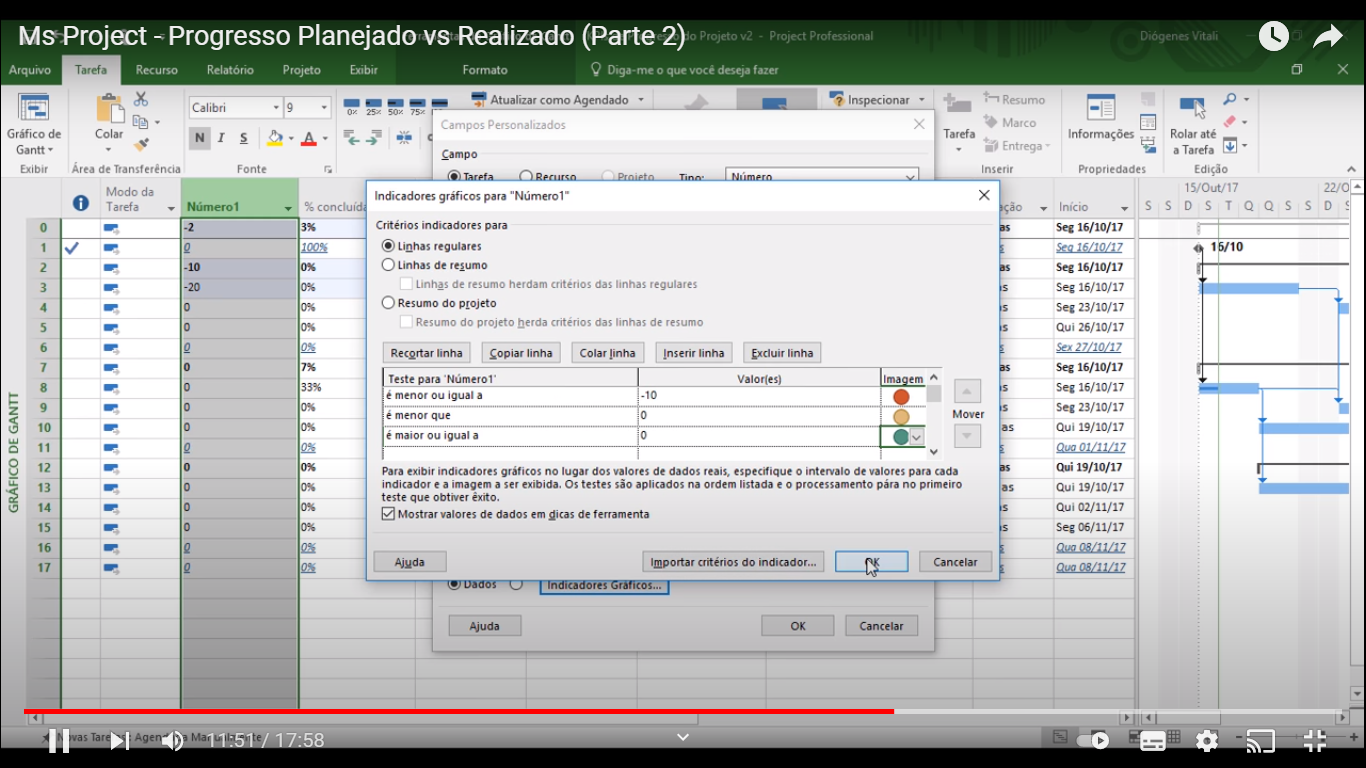 Ms Project - Progresso Planejado vs Realizado (Parte 2)
do Projeto v2 - Project Professional
Diógenes Vitali
Arquivo Tarefa Recurso Relatório Projeto Exibir Formato Diga-me o que você deseja fazer
Gráfico de Gantt
Exibir
Colar
Área de Transferência
Calibri 9
N I S A
Fonte
0% 25% 50% 75%
Atualizar como Agendado
Inspecionar
Tarefa
Resumo
Marco
Entrega
Inserir
Informações
Propriedades
Rolar até a Tarefa
Edição
Campos Personalizados
Campo
Tarefa Recurso Projeto Tipo: Número
Modo da Tarefa Número1 % concluída Início
15/Out/17 22/O
S S D S T Q Q S S D S
0 -2 3% Seg 16/10/17
1 0 100% Seg 16/10/17 16/10
2 -10 0% Seg 16/10/17
3 -20 0% Seg 16/10/17
4 0 0% Seg 23/10/17
5 0 0% Qui 26/10/17
6 0 0% Sex 27/10/17
7 0 7% Seg 16/10/17
8 0 33% Seg 16/10/17
9 0 0% Seg 23/10/17
10 0 0% Qui 19/10/17
11 0 0% Qua 01/11/17
12 0 0% Qui 19/10/17
13 0 0% Qui 19/10/17
14 0 0% Qui 02/11/17
15 0 0% Seg 06/11/17
16 0 0% Qua 08/11/17
17 0 0% Qua 08/11/17
GRÁFICO DE GANTT
Indicadores gráficos para "Número1"
Critérios indicadores para
Linhas regulares
Linhas de resumo
Linhas de resumo herdam critérios das linhas regulares
Resumo do projeto
Resumo do projeto herda critérios das linhas de resumo
Recortar linha Copiar linha Colar linha Inserir linha Excluir linha
Teste para 'Número1' Valor(es) Imagem
é menor ou igual a -10
é menor que 0
é maior ou igual a 0
Mover
Para exibir indicadores gráficos no lugar dos valores de dados reais, especifique o intervalo de valores para cada
indicador e a imagem a ser exibida. Os testes são aplicados na ordem listada e o processamento pára no primeiro
teste que obtiver êxito.
Mostrar valores de dados em dicas de ferramenta
Ajuda Importar critérios do indicador... OK Cancelar
Dados Indicadores Gráficos...
Ajuda OK Cancelar
11:51 / 17:58